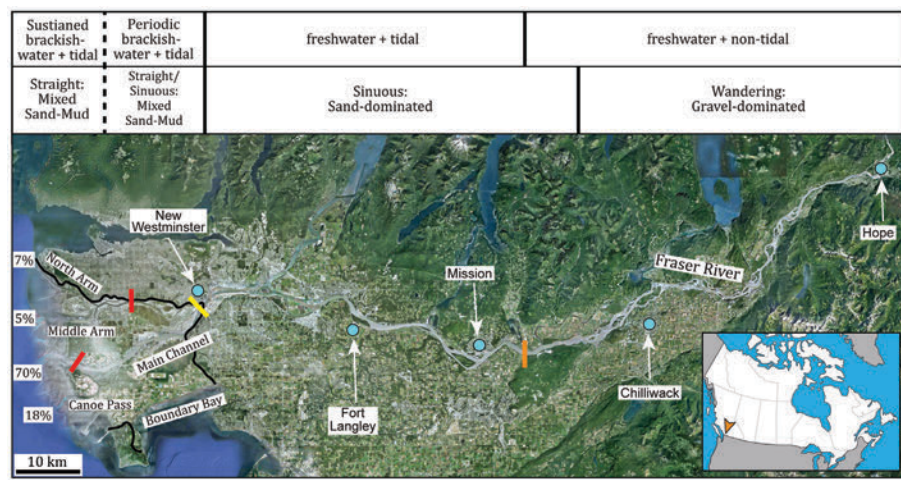 Sustianed
brackish-
water + tidal
Periodic
brackish-
water + tidal
freshwater + tidal
freshwater + non-tidal
Straight:
Mixed
Sand-Mud
Straight/
Sinuous:
Mixed
Sand-Mud
Sinuous:
Sand-dominated
Wandering:
Gravel-dominated
New
Westminster
Hope
7%
North Arm
Mission
Fraser River
5%
Middle Arm
Main Channel
70%
Canoe Pass
18%
Boundary Bay
Fort
Langley
Chilliwack
10 km